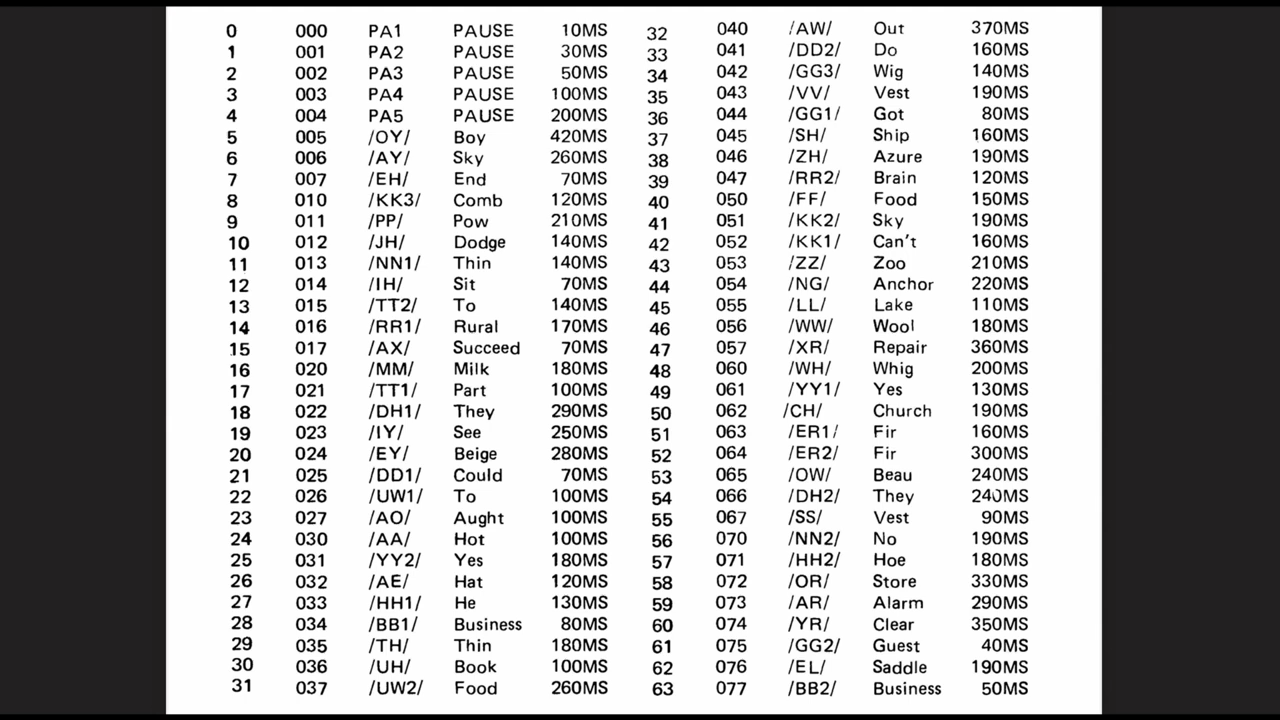 0 000 PA1 PAUSE 10MS 32 040 /AW/ Out 370MS
1 001 PA2 PAUSE 30MS 33 041 /DD2/ Do 160MS
2 002 PA3 PAUSE 50MS 34 042 /GG3/ Wig 140MS
3 003 PA4 PAUSE 100MS 35 043 /VV/ Vest 190MS
4 004 PA5 PAUSE 200MS 36 044 /GG1/ Got 80MS
5 005 /OY/ Boy 420MS 37 045 /SH/ Ship 160MS
6 006 /AY/ Sky 260MS 38 046 /ZH/ Azure 190MS
7 007 /EH/ End 70MS 39 047 /RR2/ Brain 120MS
8 010 /KK3/ Comb 120MS 40 050 /FF/ Food 150MS
9 011 /PP/ Pow 210MS 41 051 /KK2/ Sky 190MS
10 012 /JH/ Dodge 140MS 42 052 /KK1/ Can't 160MS
11 013 /NN1/ Thin 140MS 43 053 /ZZ/ Zoo 210MS
12 014 /IH/ Sit 70MS 44 054 /NG/ Anchor 220MS
13 015 /TT2/ To 140MS 45 055 /LL/ Lake 110MS
14 016 /RR1/ Rural 170MS 46 056 /WW/ Wool 180MS
15 017 /AX/ Succeed 70MS 47 057 /XR/ Repair 360MS
16 020 /MM/ Milk 180MS 48 060 /WH/ Whig 200MS
17 021 /TT1/ Part 100MS 49 061 /YY1/ Yes 130MS
18 022 /DH1/ They 290MS 50 062 /CH/ Church 190MS
19 023 /IY/ See 250MS 51 063 /ER1/ Fir 160MS
20 024 /EY/ Beige 280MS 52 064 /ER2/ Fir 300MS
21 025 /DD1/ Could 70MS 53 065 /OW/ Beau 240MS
22 026 /UW1/ To 100MS 54 066 /DH2/ They 240MS
23 027 /AO/ Aught 100MS 55 067 /SS/ Vest 90MS
24 030 /AA/ Hot 100MS 56 070 /NN2/ No 190MS
25 031 /YY2/ Yes 180MS 57 071 /HH2/ Hoe 180MS
26 032 /AE/ Hat 120MS 58 072 /OR/ Store 330MS
27 033 /HH1/ He 130MS 59 073 /AR/ Alarm 290MS
28 034 /BB1/ Business 80MS 60 074 /YR/ Clear 350MS
29 035 /TH/ Thin 180MS 61 075 /GG2/ Guest 40MS
30 036 /UH/ Book 100MS 62 076 /EL/ Saddle 190MS
31 037 /UW2/ Food 260MS 63 077 /BB2/ Business 50MS